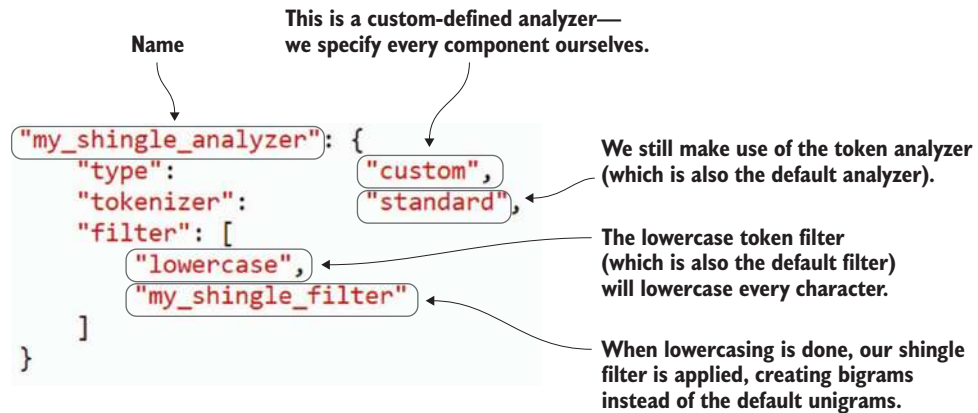 This is a custom-defined analyzer—
we specify every component ourselves.
Name
"my_shingle_analyzer": {
"type": "custom",
"tokenizer": "standard",
"filter": [
"lowercase",
"my_shingle_filter"
]
}
We still make use of the token analyzer
(which is also the default analyzer).
The lowercase token filter
(which is also the default filter)
will lowercase every character.
When lowercasing is done, our shingle
filter is applied, creating bigrams
instead of the default unigrams.